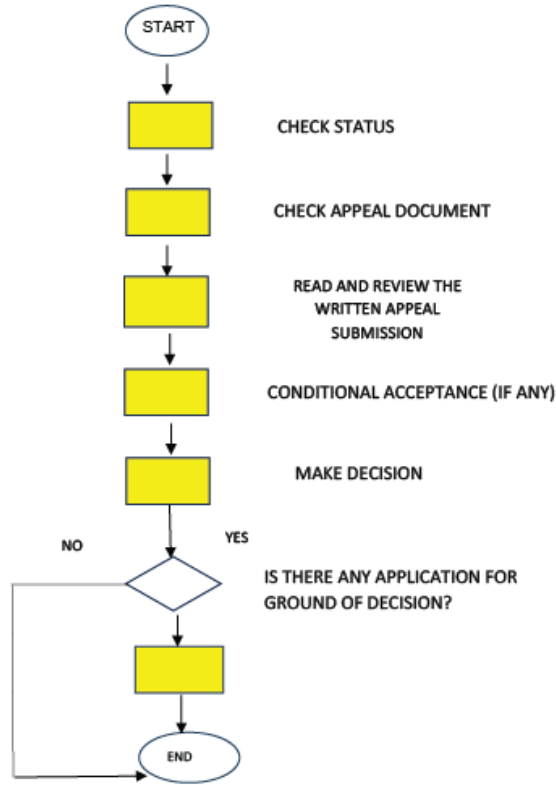 START
CHECK STATUS
CHECK APPEAL DOCUMENT
READ AND REVIEW THE
WRITTEN APPEAL
SUBMISSION
CONDITIONAL ACCEPTANCE (IF ANY)
MAKE DECISION
NO
YES
IS THERE ANY APPLICATION FOR
GROUND OF DECISION?
END